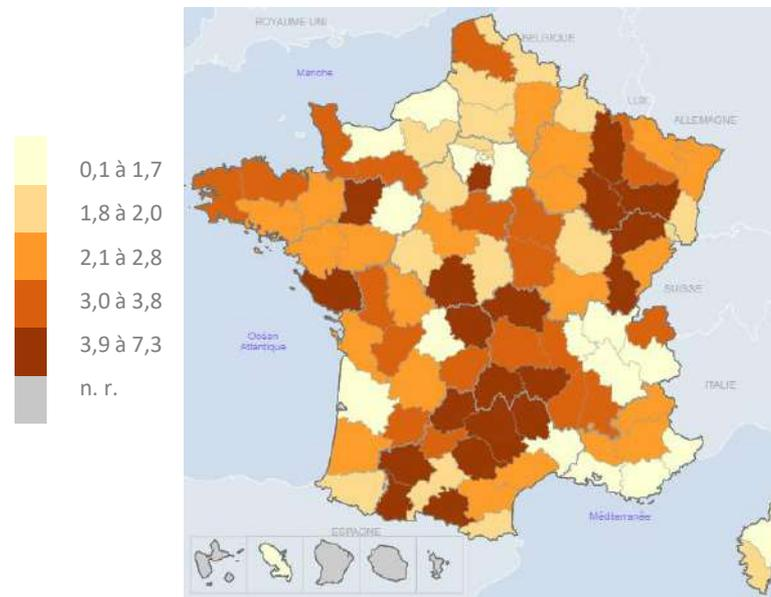 ROYAUME-UNI
BELGIQUE
Manche
LUX.
ALLEMAGNE
0,1 à 1,7
1,8 à 2,0
2,1 à 2,8
3,0 à 3,8
3,9 à 7,3
n. r.
SUISSE
Océan
Atlantique
ITALIE
Méditerranée
ESPAGNE